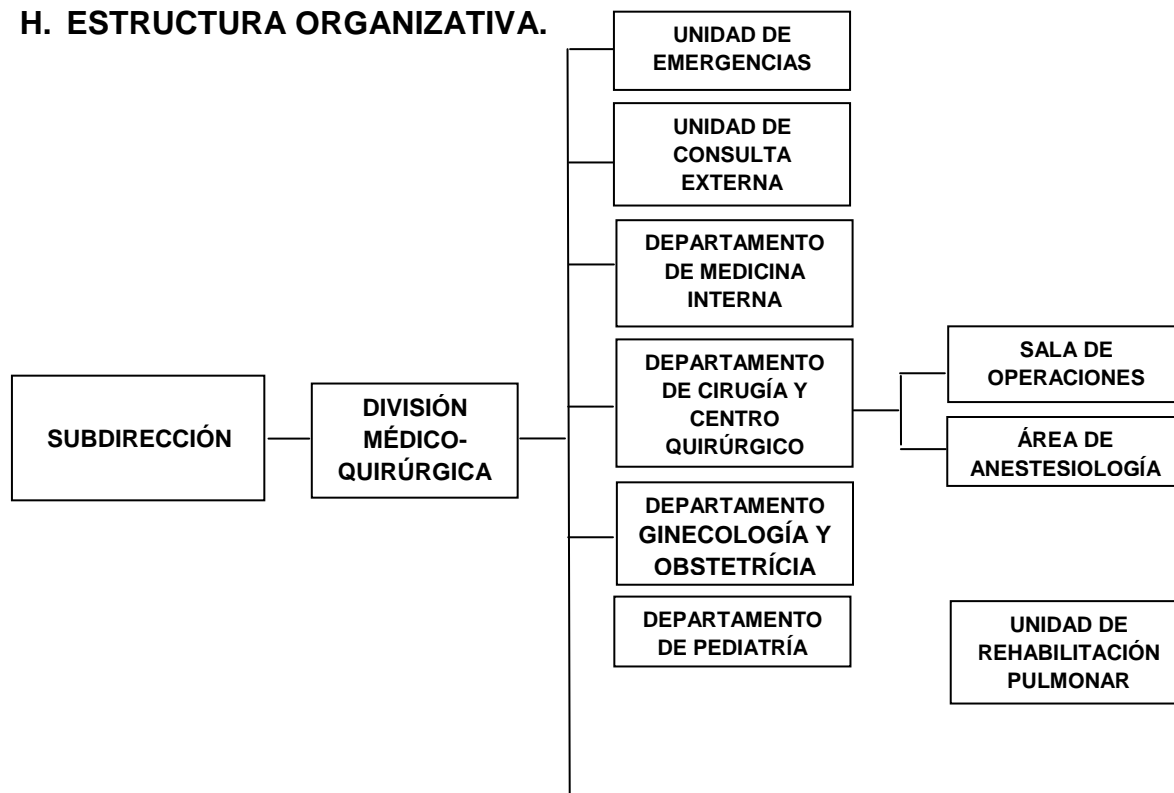 H. ESTRUCTURA ORGANIZATIVA.
UNIDAD DE
EMERGENCIAS
UNIDAD DE
CONSULTA
EXTERNA
DEPARTAMENTO
DE MEDICINA
INTERNA
SUBDIRECCIÓN
DIVISIÓN
MÉDICO-
QUIRÚRGICA
DEPARTAMENTO
DE CIRUGÍA Y
CENTRO
QUIRÚRGICO
SALA DE
OPERACIONES
ÁREA DE
ANESTESIOLOGÍA
DEPARTAMENTO
GINECOLOGÍA Y
OBSTETRÍCIA
DEPARTAMENTO
DE PEDIATRÍA
UNIDAD DE
REHABILITACIÓN
PULMONAR